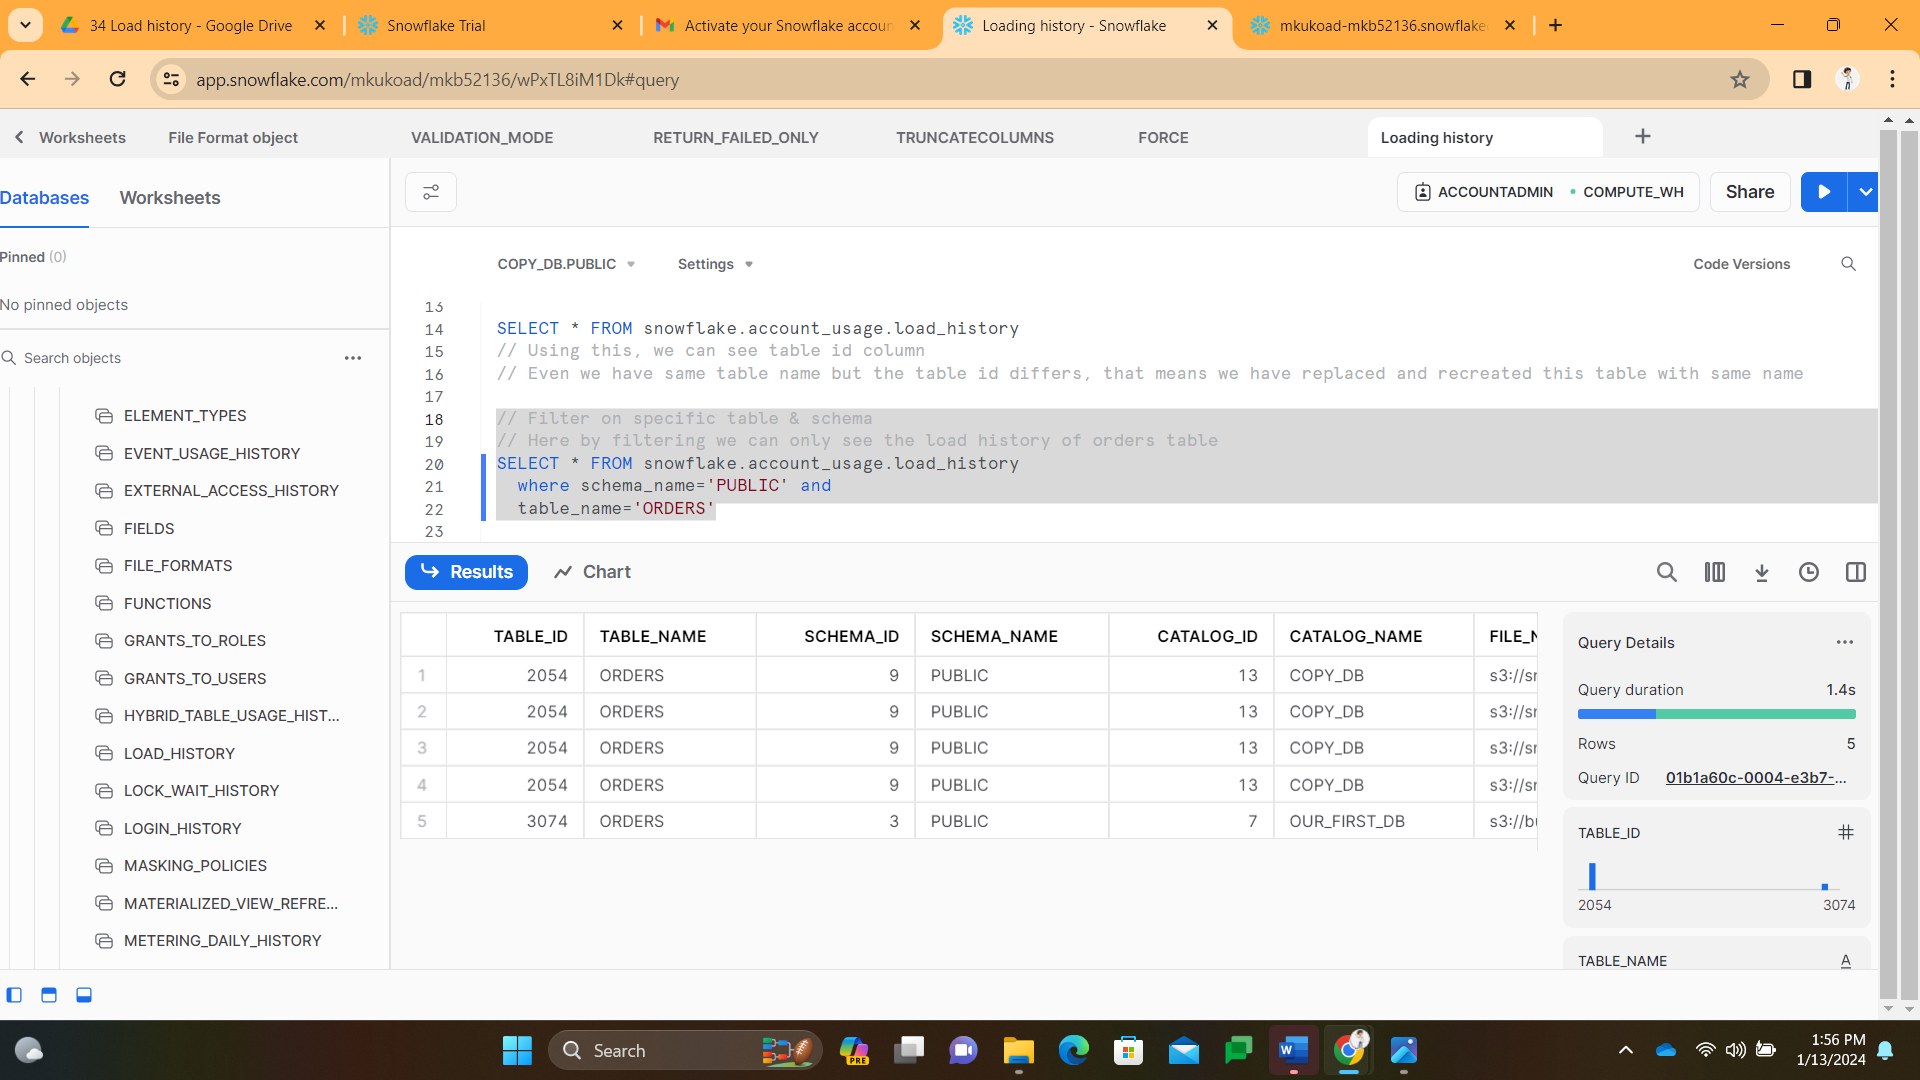 34 Load history - Google Drive
Snowflake Trial
Activate your Snowflake accoun
Loading history - Snowflake
mkukoad-mkb52136.snowflake
app.snowflake.com/mkukoad/mkb52136/wPxTL8iM1Dk#query
Worksheets
File Format object
VALIDATION_MODE
RETURN_FAILED_ONLY
TRUNCATECOLUMNS
FORCE
Loading history
Databases
Worksheets
ACCOUNTADMIN
COMPUTE_WH
Share
Pinned (0)
No pinned objects
Search objects
ELEMENT_TYPES
EVENT_USAGE_HISTORY
EXTERNAL_ACCESS_HISTORY
FIELDS
FILE_FORMATS
FUNCTIONS
GRANTS_TO_ROLES
GRANTS_TO_USERS
HYBRID_TABLE_USAGE_HIST...
LOAD_HISTORY
LOCK_WAIT_HISTORY
LOGIN_HISTORY
MASKING_POLICIES
MATERIALIZED_VIEW_REFRE...
METERING_DAILY_HISTORY
COPY_DB.PUBLIC
Settings
Code Versions
13
14 SELECT * FROM snowflake.account_usage.load_history
15 // Using this, we can see table id column
16 // Even we have same table name but the table id differs, that means we have replaced and recreated this table with same name
17
18 // Filter on specific table & schema
19 // Here by filtering we can only see the load history of orders table
20 SELECT * FROM snowflake.account_usage.load_history
21 where schema_name='PUBLIC' and
22 table_name='ORDERS'
23
Results
Chart
TABLE_ID TABLE_NAME SCHEMA_ID SCHEMA_NAME CATALOG_ID CATALOG_NAME FILE_N
1 2054 ORDERS 9 PUBLIC 13 COPY_DB s3://sn
2 2054 ORDERS 9 PUBLIC 13 COPY_DB s3://sn
3 2054 ORDERS 9 PUBLIC 13 COPY_DB s3://sn
4 2054 ORDERS 9 PUBLIC 13 COPY_DB s3://sn
5 3074 ORDERS 3 PUBLIC 7 OUR_FIRST_DB s3://bu
Query Details
Query duration 1.4s
Rows 5
Query ID 01b1a60c-0004-e3b7-...
TABLE_ID
2054 3074
TABLE_NAME A
Search
PRE
1:56 PM
1/13/2024